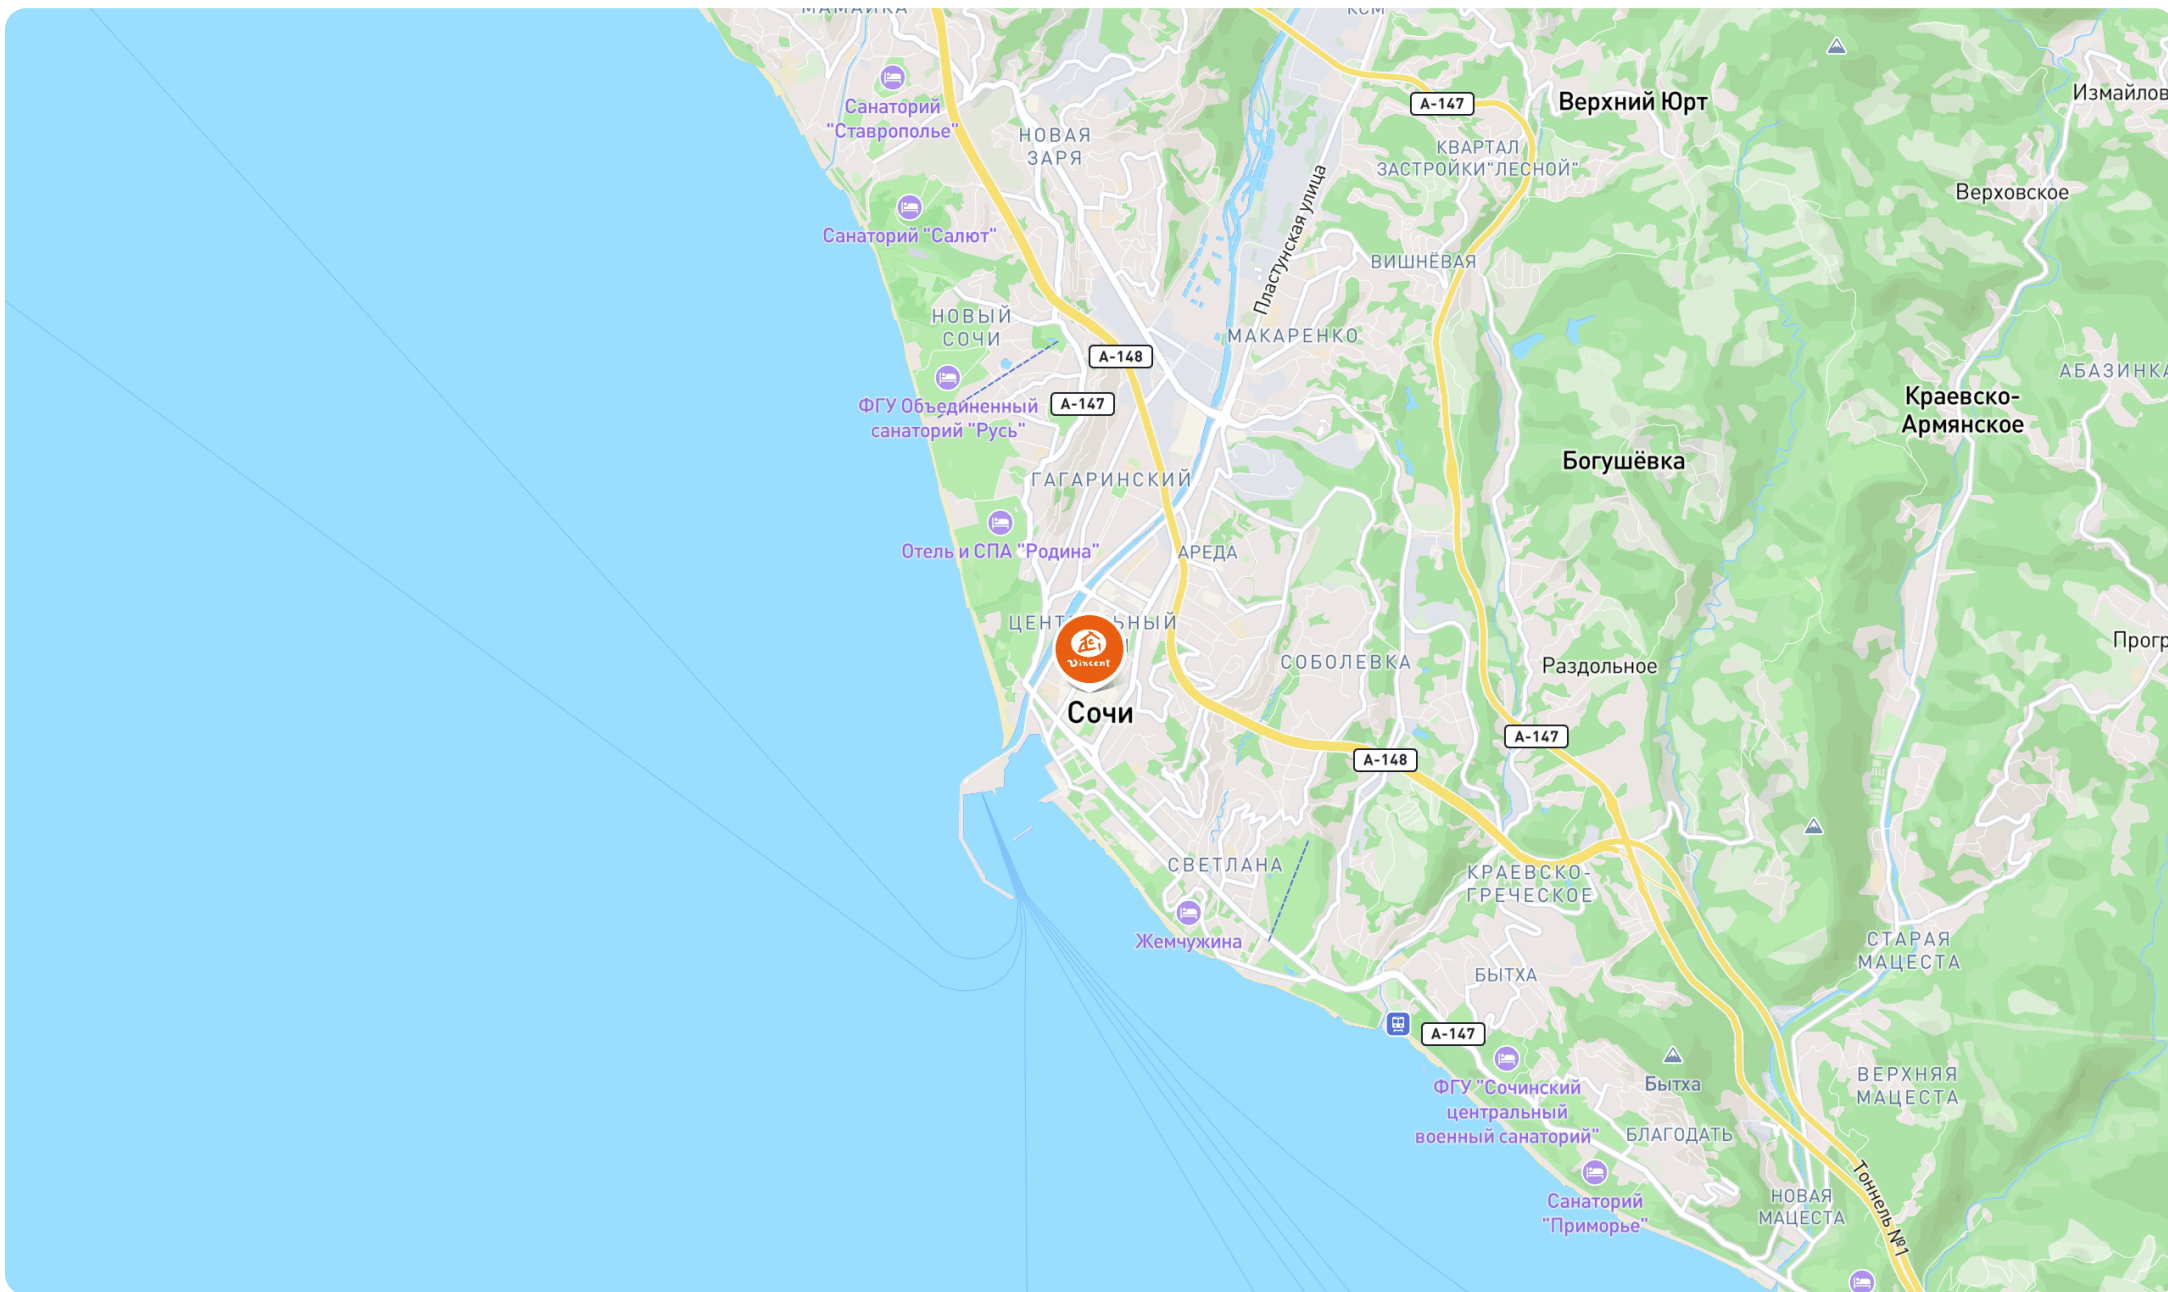 МАМАЙКА
КСМ
Санаторий
"Ставрополье"
НОВАЯ
ЗАРЯ
А-147
Верхний Юрт
КВАРТАЛ
ЗАСТРОЙКИ"ЛЕСНОЙ"
Измайлов
Верховское
Пластунская улица
Санаторий "Салют"
ВИШНЁВАЯ
НОВЫЙ
СОЧИ
МАКАРЕНКО
А-148
АБАЗИНКА
А-147
ФГУ Объединенный
санаторий "Русь"
Краевско-
Армянское
Богушёвка
ГАГАРИНСКИЙ
Отель и СПА "Родина"
АРЕДА
ЦЕНТ
ЬНЫЙ
Vincent
СОБОЛЕВКА
Раздольное
Прогр
Сочи
А-147
А-148
СВЕТЛАНА
КРАЕВСКО-
ГРЕЧЕСКОЕ
Жемчужина
СТАРАЯ
МАЦЕСТА
БЫТХА
А-147
ФГУ "Сочинский
центральный
военный санаторий"
Бытха
ВЕРХНЯЯ
МАЦЕСТА
БЛАГОДАТЬ
Санаторий
"Приморье"
НОВАЯ
МАЦЕСТА
Тоннель №1